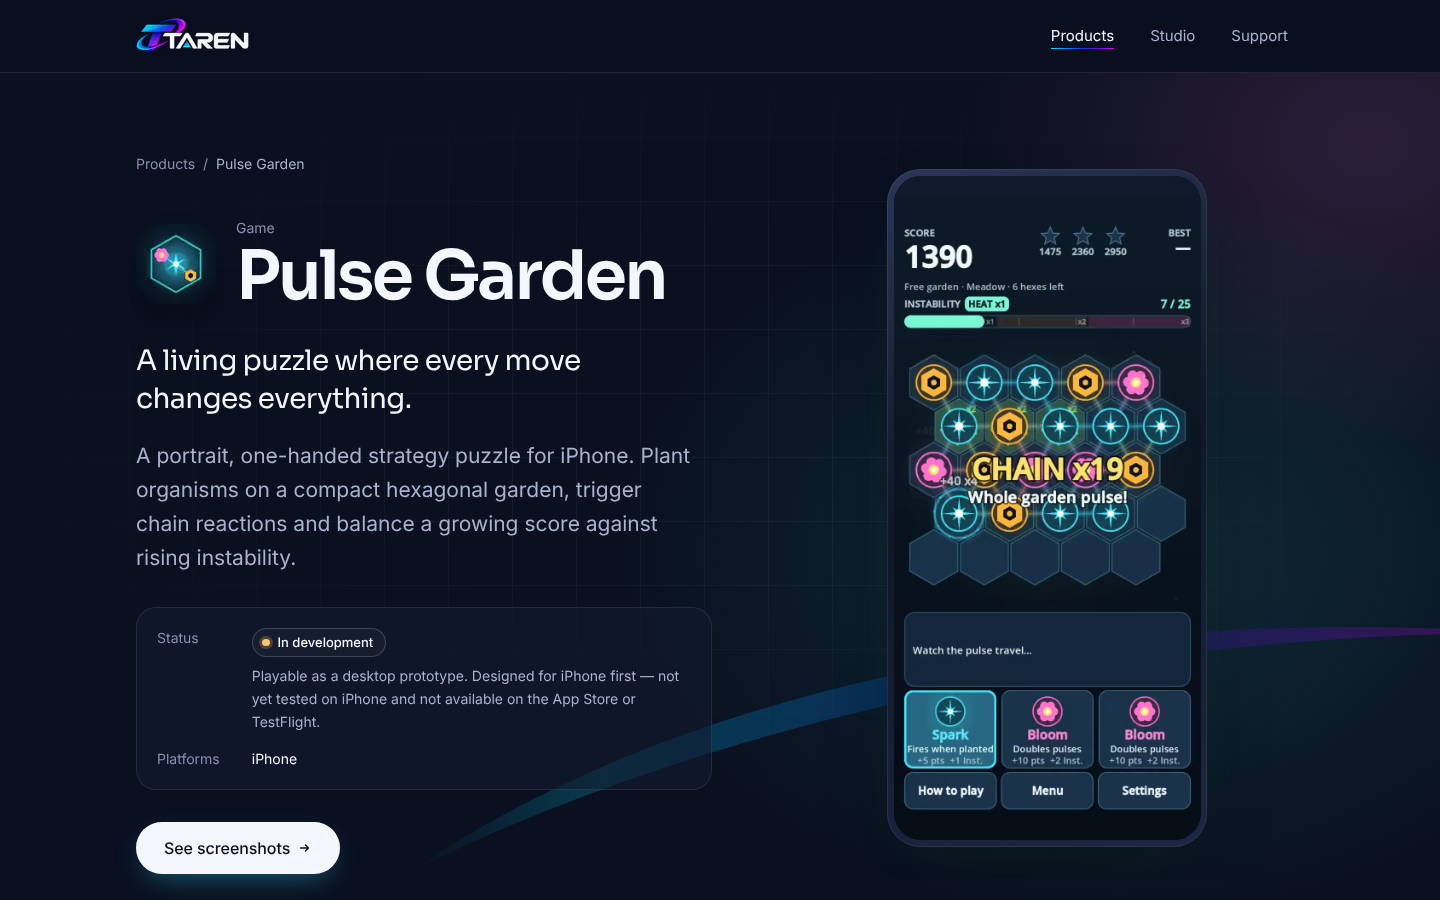 TAREN
Products
Studio
Support
Products / Pulse Garden
Game
Pulse Garden
A living puzzle where every move
changes everything.
A portrait, one-handed strategy puzzle for iPhone. Plant
organisms on a compact hexagonal garden, trigger
chain reactions and balance a growing score against
rising instability.
Status
In development
Playable as a desktop prototype. Designed for iPhone first — not
yet tested on iPhone and not available on the App Store or
TestFlight.
Platforms
iPhone
See screenshots →
SCORE
1390
1475 2360 2950
BEST
—
Free garden · Meadow · 6 hexes left
INSTABILITY HEAT x1
7 / 25
x1 x2 x3
x2 x2 x2
CHAIN x19
+40 x4
Whole garden pulse!
Watch the pulse travel...
Spark
Fires when planted
+5 pts +1 Inst.
Bloom
Doubles pulses
+10 pts +2 Inst.
Bloom
Doubles pulses
+10 pts +2 Inst.
How to play
Menu
Settings